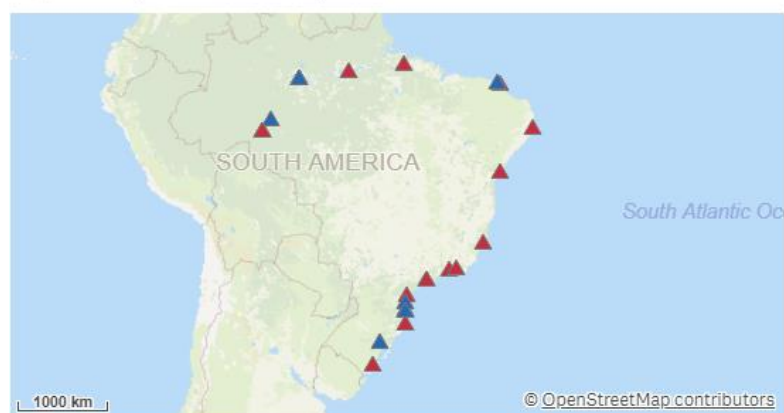 SOUTH AMERICA
South Atlantic Oc
1000 km
© OpenStreetMap contributors